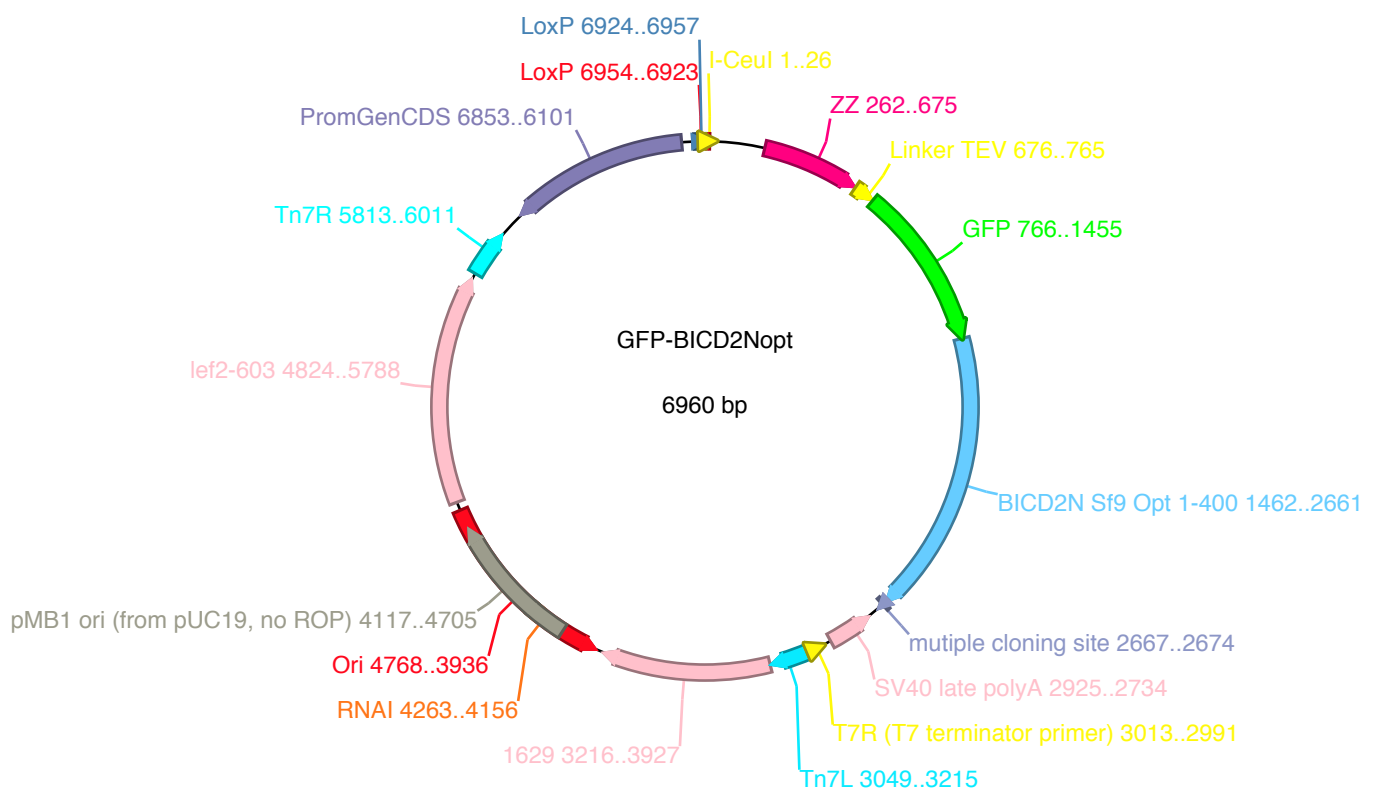 LoxP 6924..6957
I-CeuI 1..26
LoxP 6954..6923
ZZ 262..675
PromGenCDS 6853..6101
Linker TEV 676..765
Tn7R 5813..6011
GFP 766..1455
GFP-BICD2Nopt
lef2-603 4824..5788
6960 bp
BICD2N Sf9 Opt 1-400 1462..2661
pMB1 ori (from pUC19, no ROP) 4117..4705
mutiple cloning site 2667..2674
Ori 4768..3936
SV40 late polyA 2925..2734
RNAI 4263..4156
T7R (T7 terminator primer) 3013..2991
1629 3216..3927
Tn7L 3049..3215